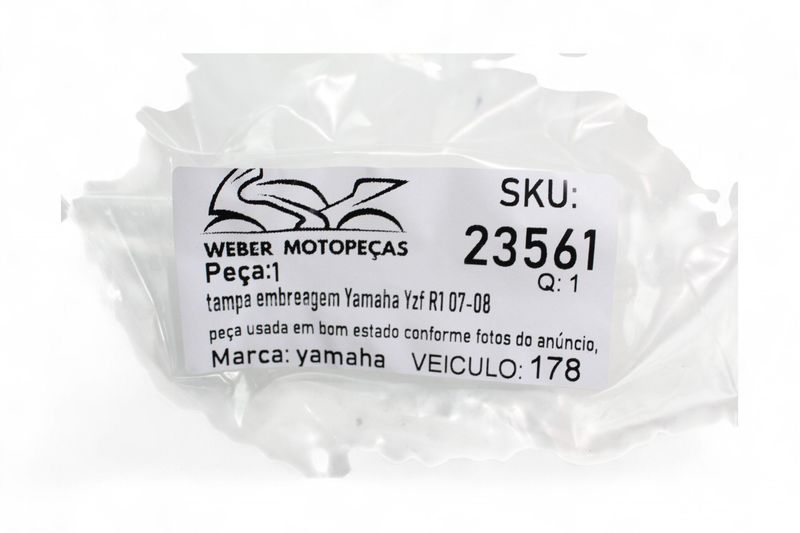 WEBER MOTOPEÇAS
SKU:
23561
Q: 1
Peça:1
tampa embreagem Yamaha Yzf R1 07-08
peça usada em bom estado conforme fotos do anúncio,
Marca: yamaha VEICULO: 178